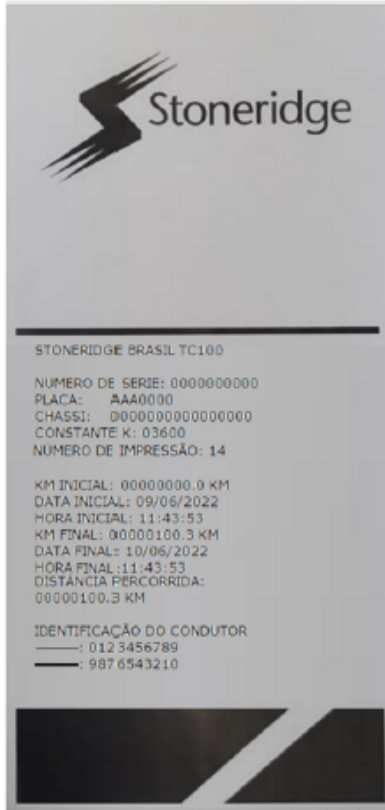 Stoneridge
STONERIDGE BRASIL TC100
NUMERO DE SERIE: 0000000000
PLACA: AAA0000
CHASSI: 0000000000000000
CONSTANTE K: 03600
NÚMERO DE IMPRESSÃO: 14
KM INICIAL: 00000000.0 KM
DATA INICIAL: 09/06/2022
HORA INICIAL: 11:43:53
KM FINAL: 00000100.3 KM
DATA FINAL: 10/06/2022
HORA FINAL:11:43:53
DISTÂNCIA PERCORRIDA:
00000100.3 KM
IDENTIFICAÇÃO DO CONDUTOR
: 0123456789
: 9876543210